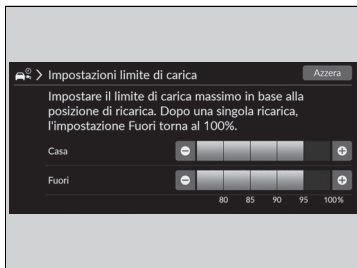 Impostazioni limite di carica
Azzera
Impostare il limite di carica massimo in base alla
posizione di ricarica. Dopo una singola ricarica,
l'impostazione Fuori torna al 100%.
Casa
Fuori
80 85 90 95 100%